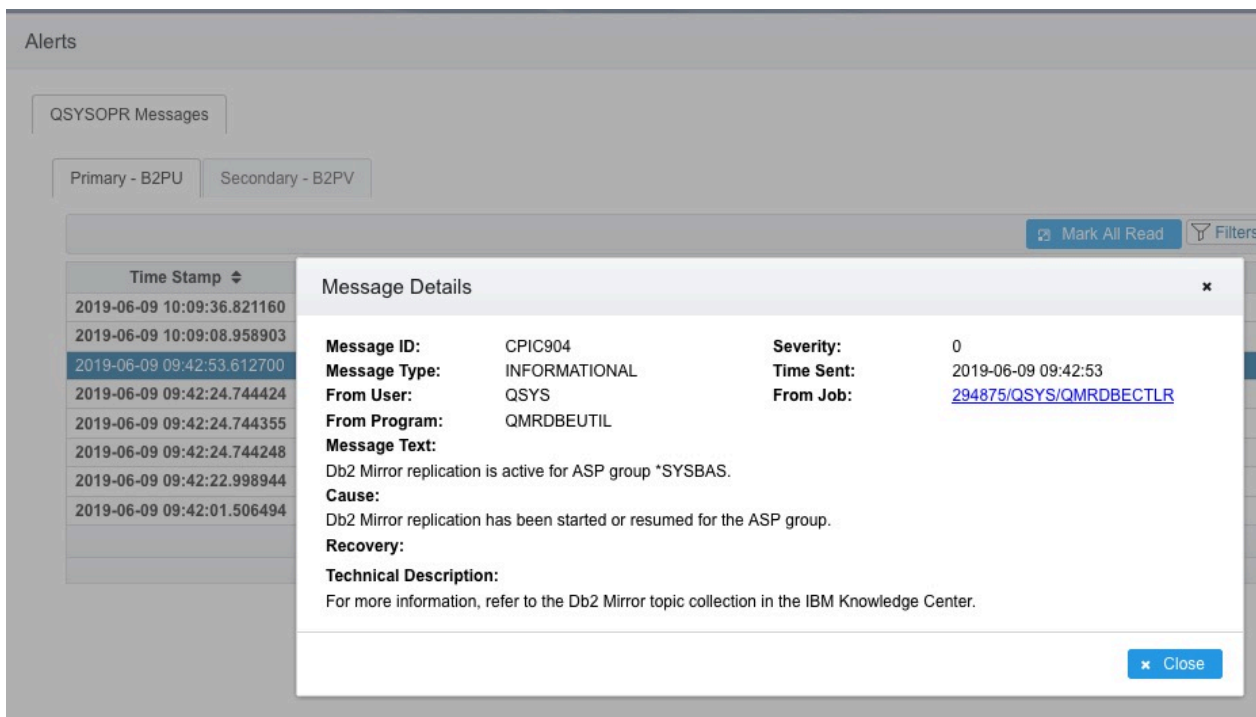 Alerts
QSYSOPR Messages
Primary - B2PU Secondary - B2PV
Mark All Read Filters
Time Stamp
2019-06-09 10:09:36.821160
2019-06-09 10:09:08.958903
2019-06-09 09:42:53.612700
2019-06-09 09:42:24.744424
2019-06-09 09:42:24.744355
2019-06-09 09:42:24.744248
2019-06-09 09:42:22.998944
2019-06-09 09:42:01.506494
Message Details
Message ID: CPIC904 Severity: 0
Message Type: INFORMATIONAL Time Sent: 2019-06-09 09:42:53
From User: QSYS From Job: 294875/QSYS/QMRDBECTLR
From Program: QMRDBEUTIL
Message Text:
Db2 Mirror replication is active for ASP group *SYSBAS.
Cause:
Db2 Mirror replication has been started or resumed for the ASP group.
Recovery:
Technical Description:
For more information, refer to the Db2 Mirror topic collection in the IBM Knowledge Center.
Close